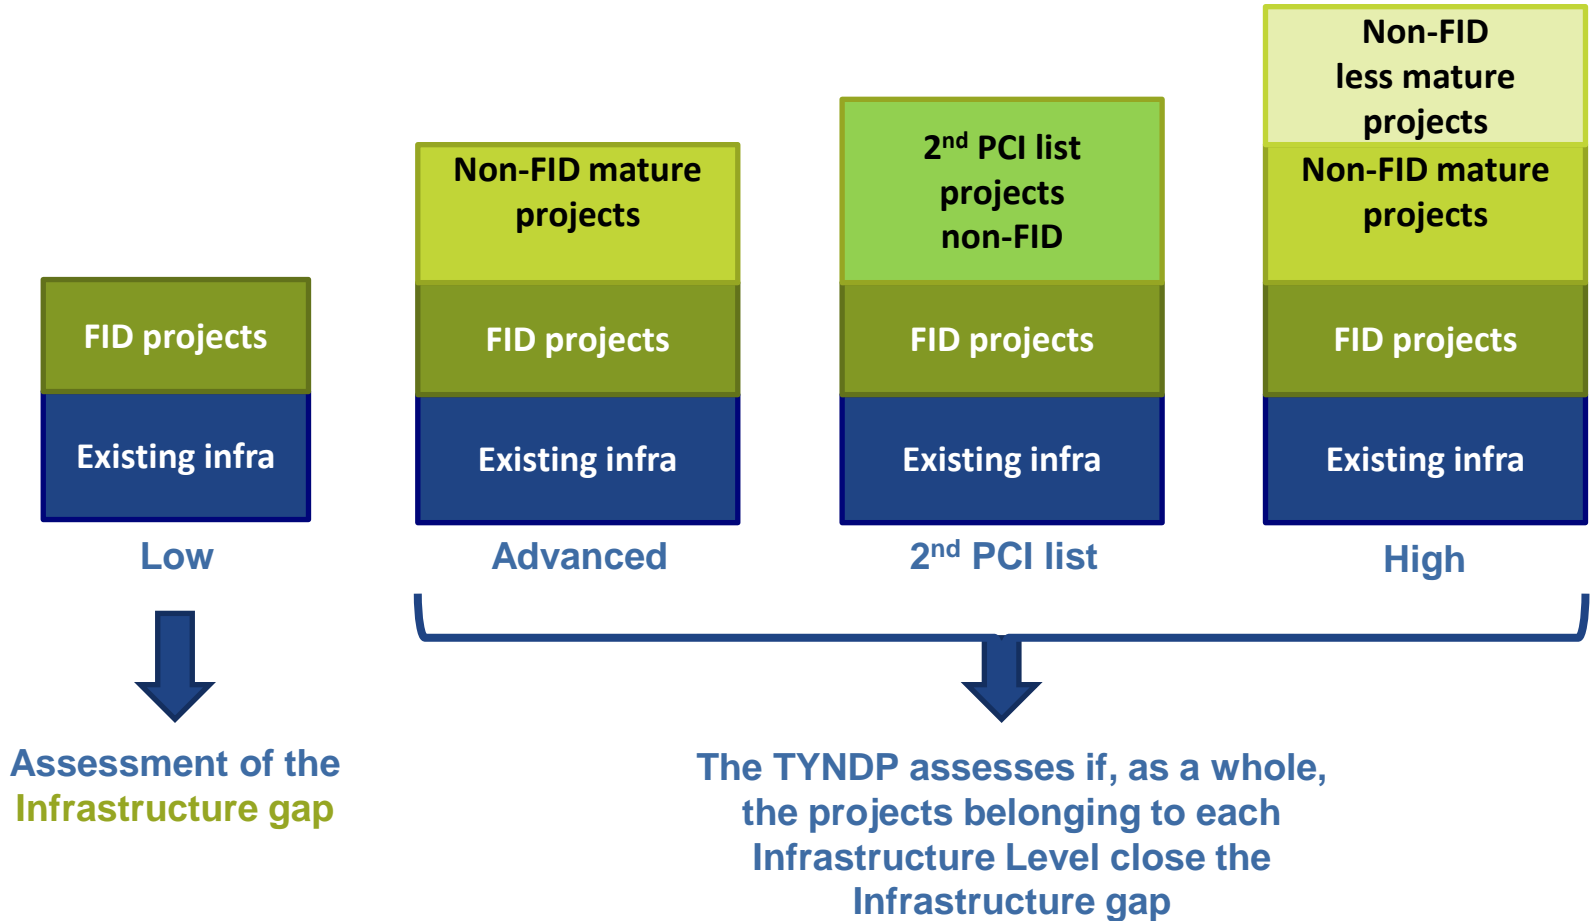 Non-FID mature
projects
FID projects
Existing infra
Low
FID projects
Existing infra
Advanced
2nd PCI list
projects
non-FID
FID projects
Existing infra
2nd PCI list
Non-FID
less mature
projects
Non-FID mature
projects
FID projects
Existing infra
High
Assessment of the
Infrastructure gap
The TYNDP assesses if, as a whole,
the projects belonging to each
Infrastructure Level close the
Infrastructure gap